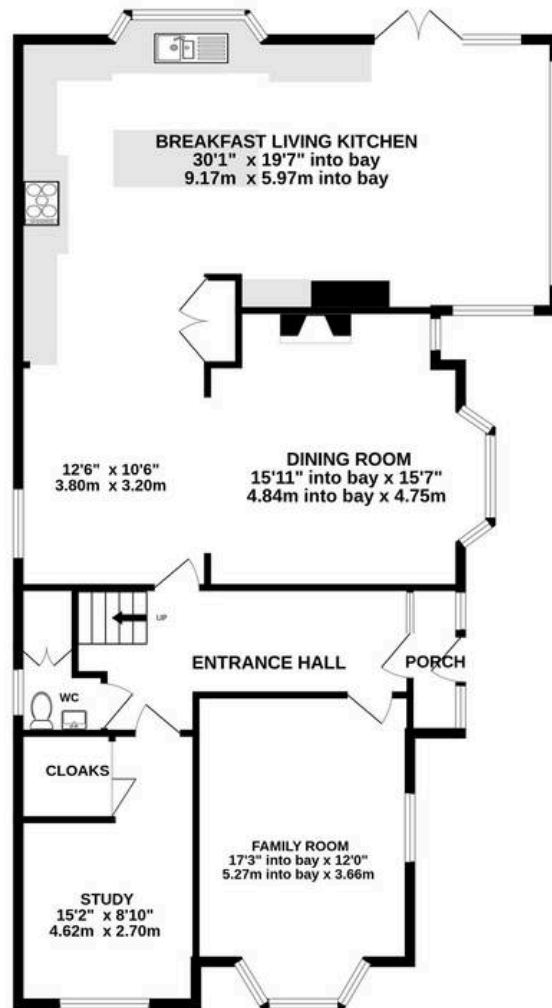 BREAKFAST LIVING KITCHEN
30'1" x 19'7" into bay
9.17m x 5.97m into bay
12'6" x 10'6"
3.80m x 3.20m
DINING ROOM
15'11" into bay x 15'7"
4.84m into bay x 4.75m
UP
ENTRANCE HALL
PORCH
WC
CLOAKS
FAMILY ROOM
17'3" into bay x 12'0"
5.27m into bay x 3.66m
STUDY
15'2" x 8'10"
4.62m x 2.70m